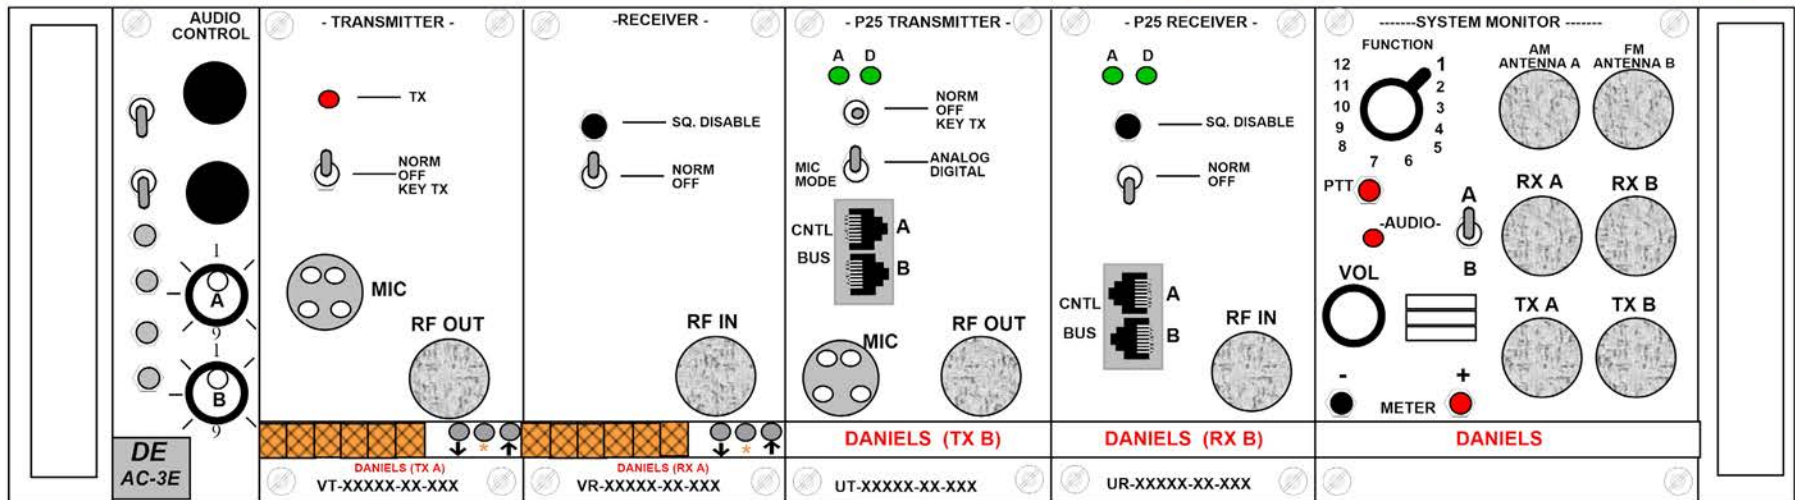 AUDIO
CONTROL
1
A
9
1
B
9
DE
AC-3E
- TRANSMITTER -
TX
NORM
OFF
KEY TX
MIC
RF OUT
*
DANIELS (TX A)
VT-XXXXX-XX-XXX
-RECEIVER -
SQ. DISABLE
NORM
OFF
RF IN
*
DANIELS (RX A)
VR-XXXXX-XX-XXX
- P25 TRANSMITTER -
A D
NORM
OFF
KEY TX
MIC
MODE
ANALOG
DIGITAL
CNTL
BUS
A
B
MIC
RF OUT
DANIELS (TX B)
UT-XXXXX-XX-XXX
- P25 RECEIVER -
A D
SQ. DISABLE
NORM
OFF
CNTL
BUS
A
B
RF IN
DANIELS (RX B)
UR-XXXXX-XX-XXX
-------SYSTEM MONITOR -------
FUNCTION
12
11
10
9
8
7
6
5
4
3
2
1
AM
ANTENNA A
FM
ANTENNA B
PTT
-AUDIO-
A
B
RX A
RX B
VOL
TX A
TX B
-
+
METER
DANIELS